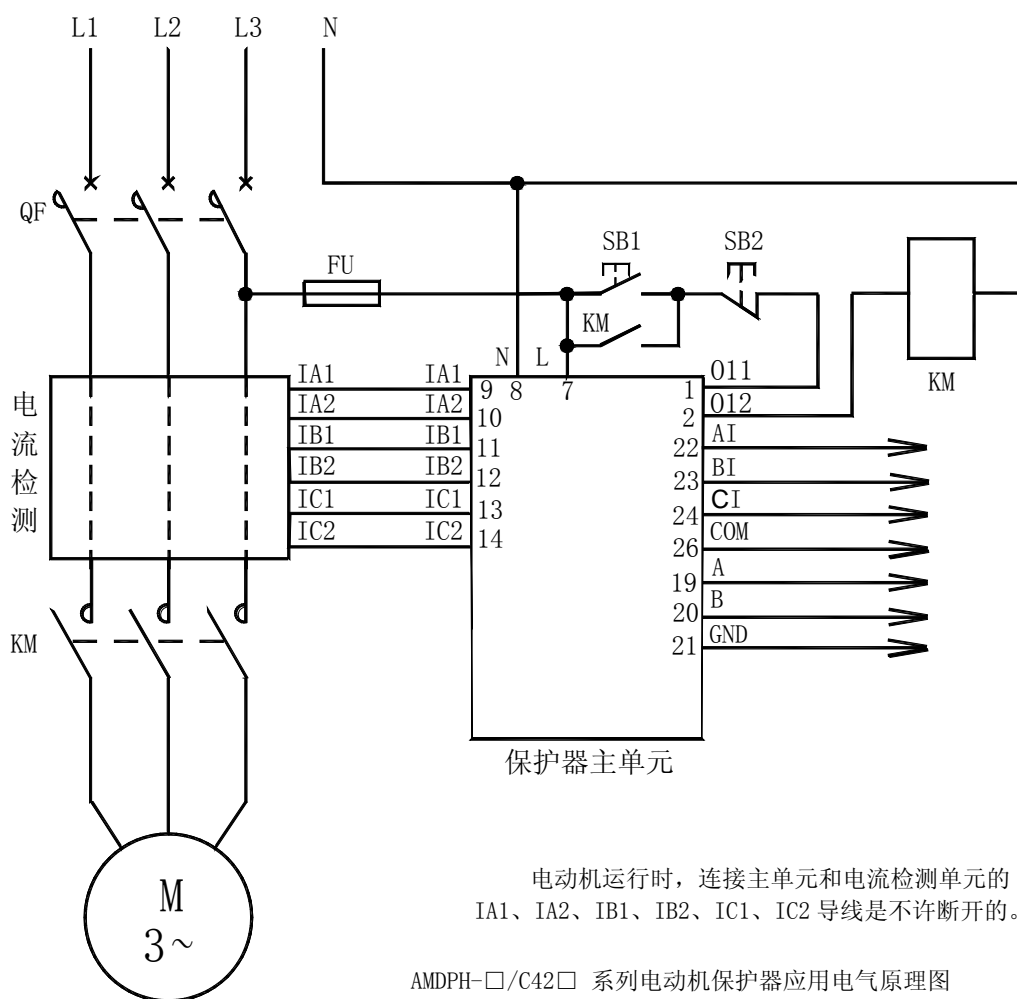 L1 L2 L3 N
QF
FU
SB1 SB2
KM
KM
N L
电流检测
IA1 IA1 9 8 7 1 O11
IA2 IA2 10 2 O12
IB1 IB1 11 22 AI
IB2 IB2 12 23 BI
IC1 IC1 13 24 CI
IC2 IC2 14 26 COM
19 A
20 B
21 GND
KM
保护器主单元
M
3~
电动机运行时，连接主单元和电流检测单元的
IA1、IA2、IB1、IB2、IC1、IC2 导线是不许断开的。
AMDPH-□/C42□ 系列电动机保护器应用电气原理图